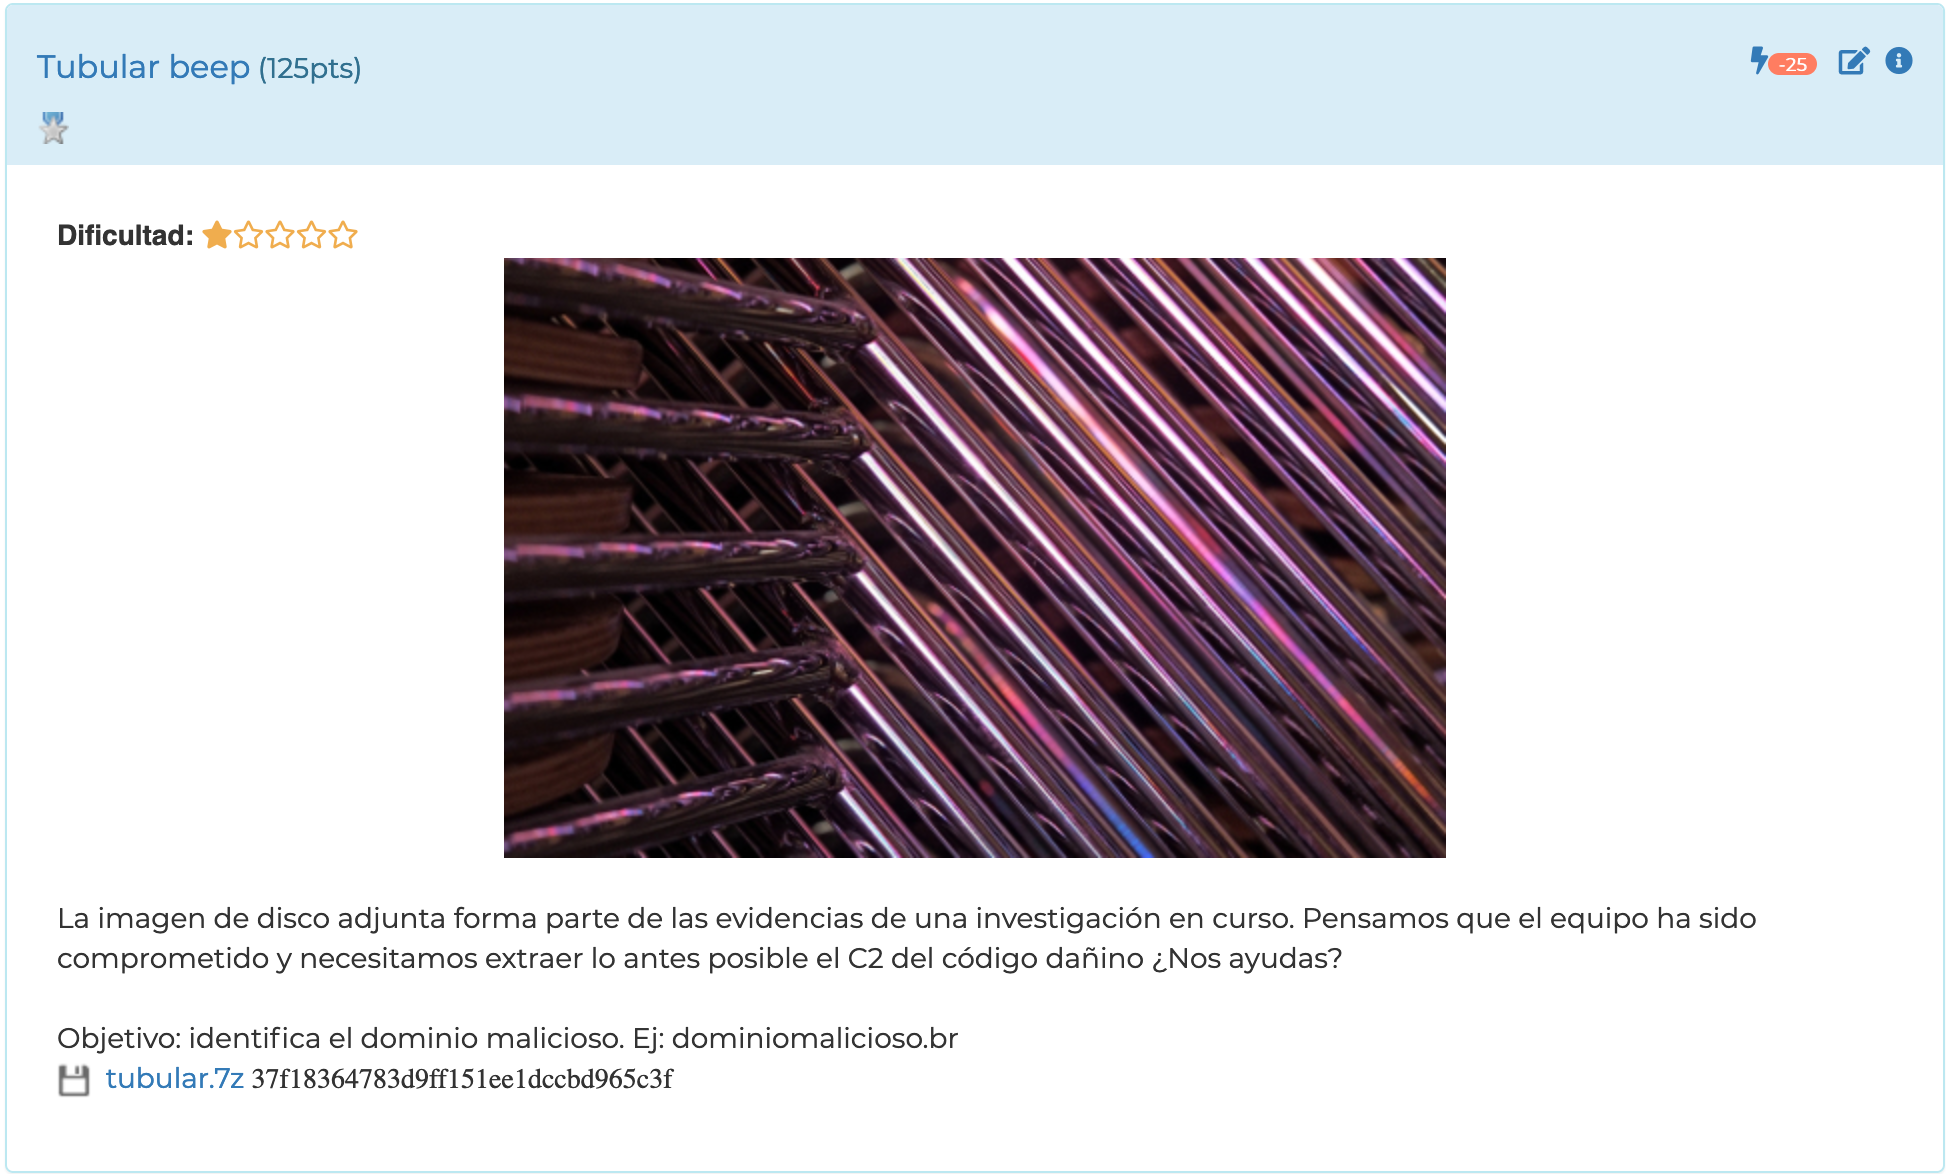 Tubular beep (125pts)
-25
Dificultad:
La imagen de disco adjunta forma parte de las evidencias de una investigación en curso. Pensamos que el equipo ha sido
comprometido y necesitamos extraer lo antes posible el C2 del código dañino ¿Nos ayudas?
Objetivo: identifica el dominio malicioso. Ej: dominiomalicioso.br
tubular.7z 37f18364783d9ff151ee1dccbd965c3f